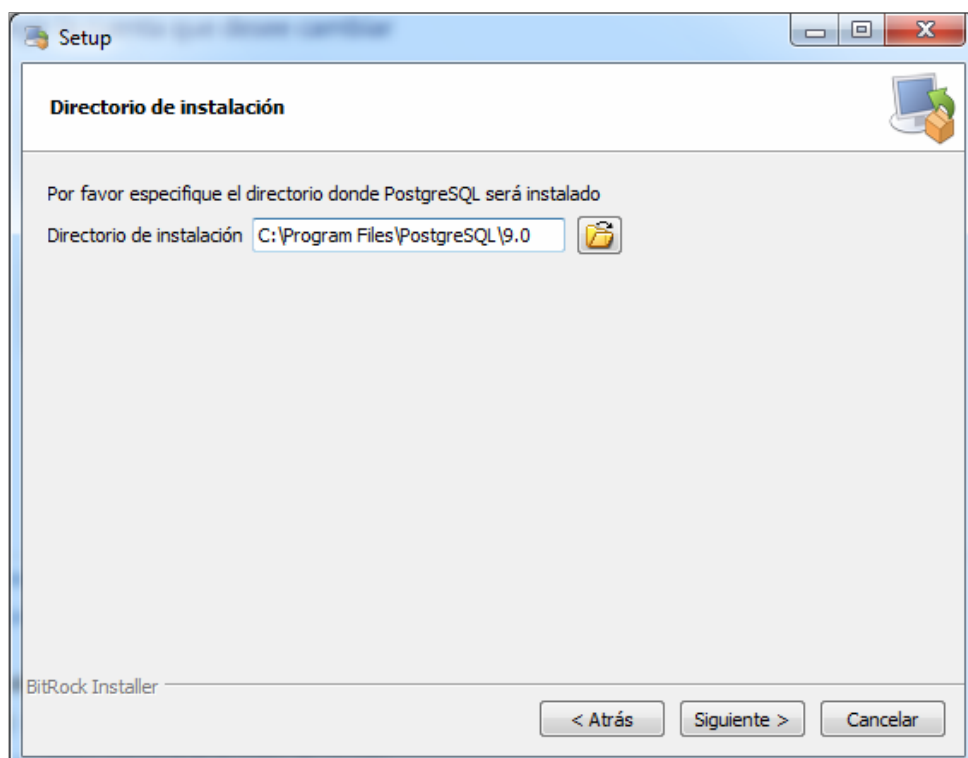 Setup
Directorio de instalación
Por favor especifique el directorio donde PostgreSQL será instalado
Directorio de instalación C:\Program Files\PostgreSQL\9.0
BitRock Installer
< Atrás Siguiente > Cancelar